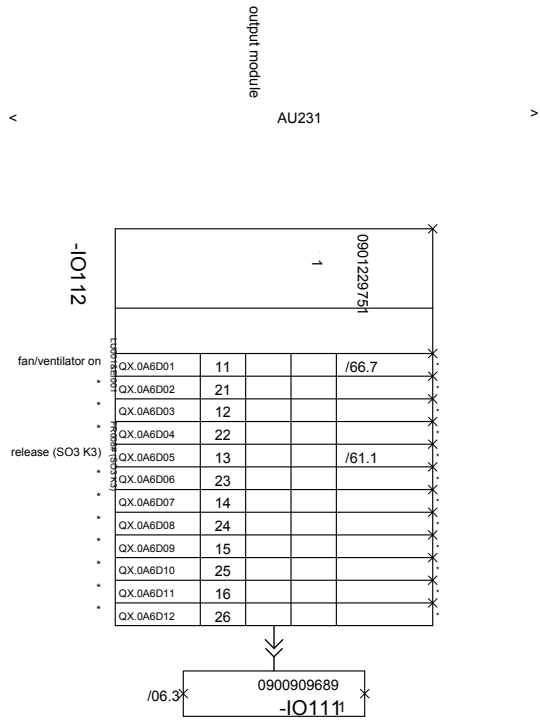 output module
< AU231 >
-IO112
1
0901229751
fan/ventilator on QX.0A6D01 11 /66.7 *
* QX.0A6D02 21 *
* QX.0A6D03 12 *
* QX.0A6D04 22 *
release (SO3 K3) QX.0A6D05 13 /61.1 *
* QX.0A6D06 23 *
* QX.0A6D07 14 *
* QX.0A6D08 24 *
* QX.0A6D09 15 *
* QX.0A6D10 25 *
* QX.0A6D11 16 *
* QX.0A6D12 26 *
0900909689
/06.3
-IO111
1